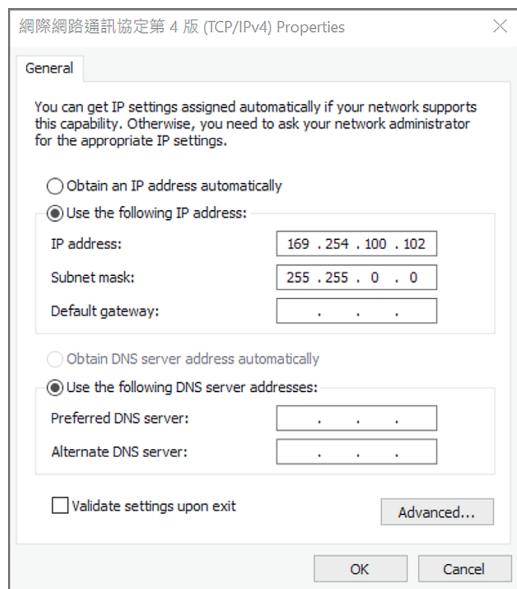 網際網路通訊協定第 4 版 (TCP/IPv4) Properties
General
You can get IP settings assigned automatically if your network supports
this capability. Otherwise, you need to ask your network administrator
for the appropriate IP settings.
Obtain an IP address automatically
Use the following IP address:
IP address: 169 . 254 . 100 . 102
Subnet mask: 255 . 255 . 0 . 0
Default gateway: . . .
Obtain DNS server address automatically
Use the following DNS server addresses:
Preferred DNS server: . . .
Alternate DNS server: . . .
Validate settings upon exit
Advanced...
OK Cancel